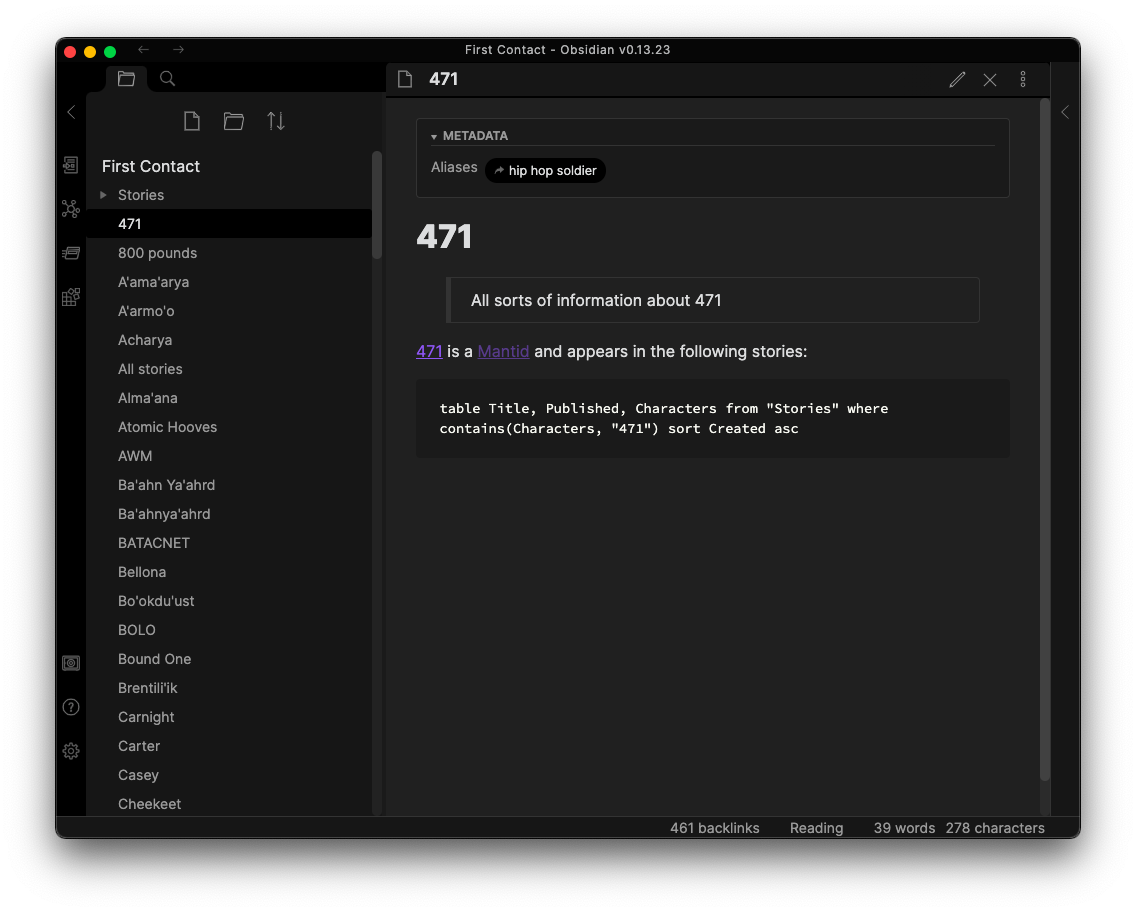 First Contact - Obsidian v0.13.23
471
First Contact
Stories
471
800 pounds
A'ama'arya
A'armo'o
Acharya
All stories
Alma'ana
Atomic Hooves
AWM
Ba'ahn Ya'ahrd
Ba'ahnya'ahrd
BATACNET
Bellona
Bo'okdu'ust
BOLO
Bound One
Brentili'ik
Carnight
Carter
Casey
Cheekeet
METADATA
Aliases hip hop soldier
471
All sorts of information about 471
471 is a Mantid and appears in the following stories:
table Title, Published, Characters from "Stories" where
contains(Characters, "471") sort Created asc
461 backlinks Reading 39 words 278 characters